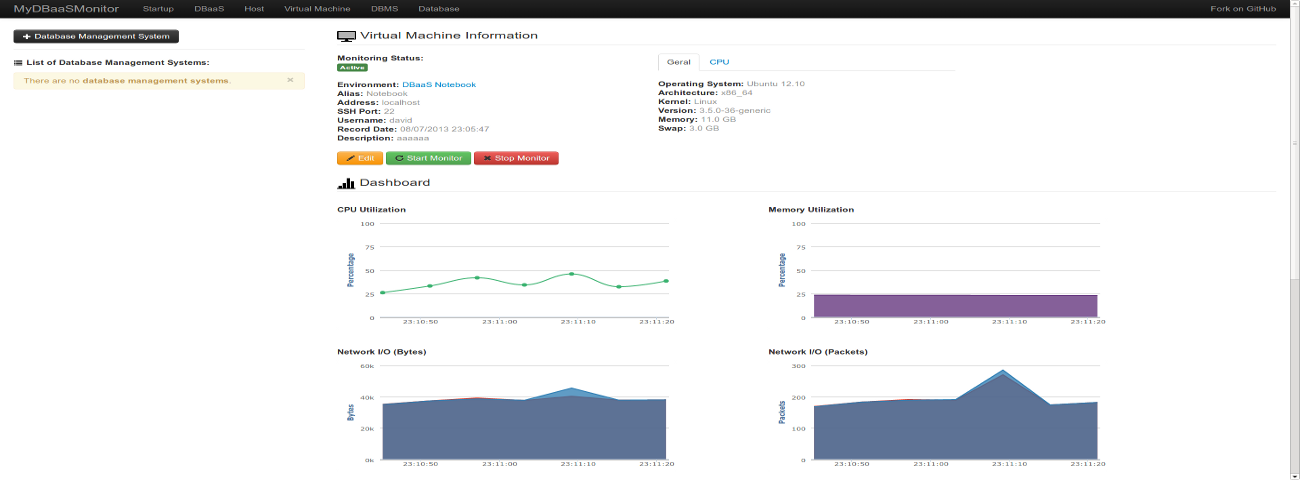 MyDBaaSMonitor Startup DBaaS Host Virtual Machine DBMS Database Fork on GitHub
Database Management System
List of Database Management Systems:
There are no database management systems. ×
Virtual Machine Information
Monitoring Status:
Active
Environment: DBaaS Notebook
Alias: Notebook
Address: localhost
SSH Port: 22
Username: david
Record Date: 08/07/2013 23:05:47
Description: aaaaaa
Geral CPU
Operating System: Ubuntu 12.10
Architecture: x86_64
Kernel: Linux
Version: 3.5.0-36-generic
Memory: 11.0 GB
Swap: 3.0 GB
Edit Start Monitor Stop Monitor
Dashboard
CPU Utilization
100
75
50
25
0
Percentage
23:10:50 23:11:00 23:11:10 23:11:20
Memory Utilization
100
75
50
25
0
Percentage
23:10:50 23:11:00 23:11:10 23:11:20
Network I/O (Bytes)
60k
40k
20k
0k
Bytes
23:10:50 23:11:00 23:11:10 23:11:20
Network I/O (Packets)
300
200
100
0
Packets
23:10:50 23:11:00 23:11:10 23:11:20